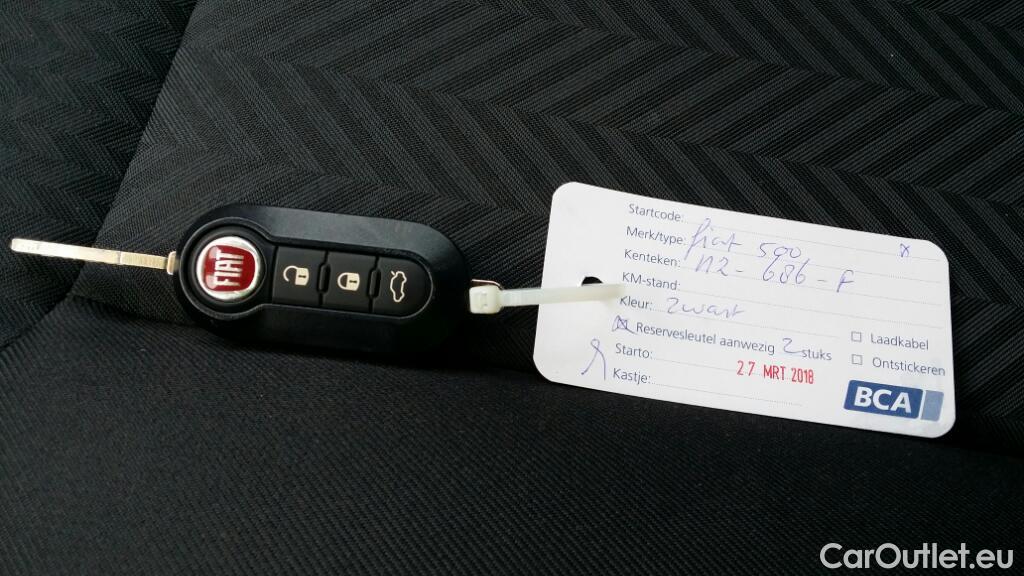 FIAT
Startcode:
Merk/type: fiat 500 x
Kenteken: NZ-686-F
KM-stand:
Kleur: zwart
Reservesleutel aanwezig 2 stuks
Laadkabel
Starto:
27 MRT 2018
Ontstickeren
Kastje:
BCA
CarOutlet.eu